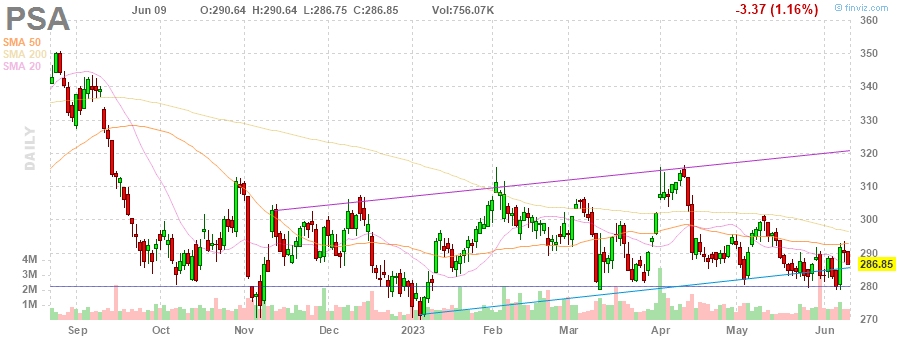 PSA Jun 09 O:290.64 H:290.64 L:286.75 C:286.85 Vol:756.07K -3.37 (1.16%) © finviz.com
SMA 50
SMA 200
SMA 20
DAILY
360
350
340
330
320
310
300
290
286.85
280
270
4M
3M
2M
1M
Sep Oct Nov Dec 2023 Feb Mar Apr May Jun